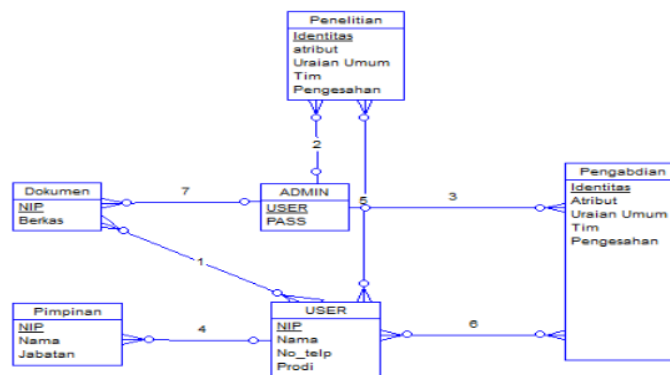 Penelitian
Identitas
atribut
Uraian Umum
Tim
Pengesahan
2
Dokumen
NIP
Berkas
7
ADMIN
USER
PASS
5
3
Pengabdian
Identitas
Atribut
Uraian Umum
Tim
Pengesahan
1
Pimpinan
NIP
Nama
Jabatan
4
USER
NIP
Nama
No_telp
Prodi
6